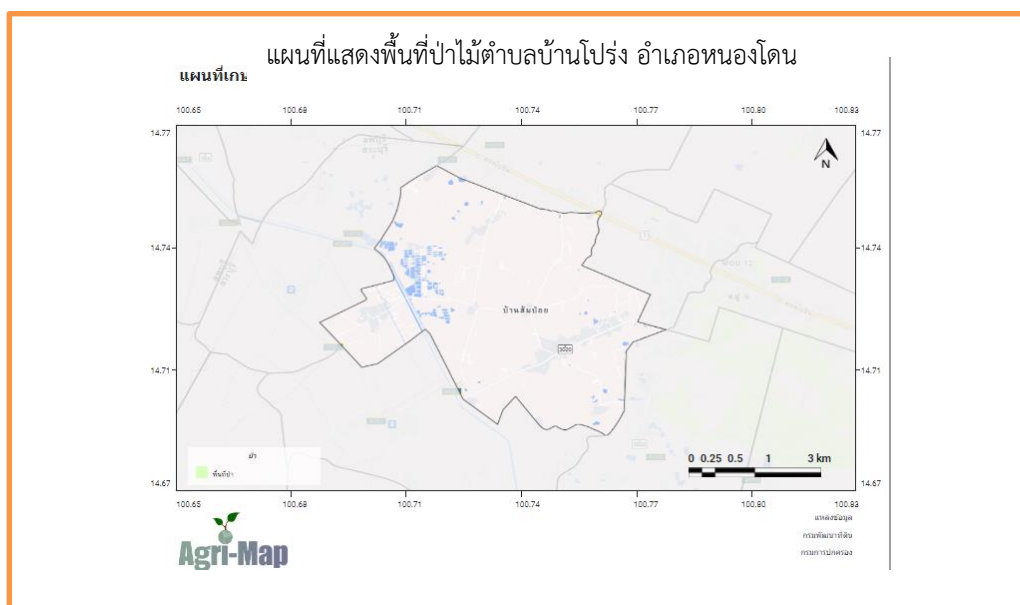 แผนที่แสดงพื้นที่ป่าไม้ตำบลบ้านโปร่ง อำเภอหนองโดน
แผนที่เกษ
100.65 100.68 100.71 100.74 100.77 100.80 100.83
14.77 14.77
N
14.74 14.74
บ้านส้มป่อย
14.71 14.71
ป่า
พื้นที่ป่า
0 0.25 0.5 1 3 km
14.67 14.67
100.65 100.68 100.71 100.74 100.77 100.80 100.83
แหล่งข้อมูล
กรมพัฒนาที่ดิน
กรมการปกครอง
Agri-Map